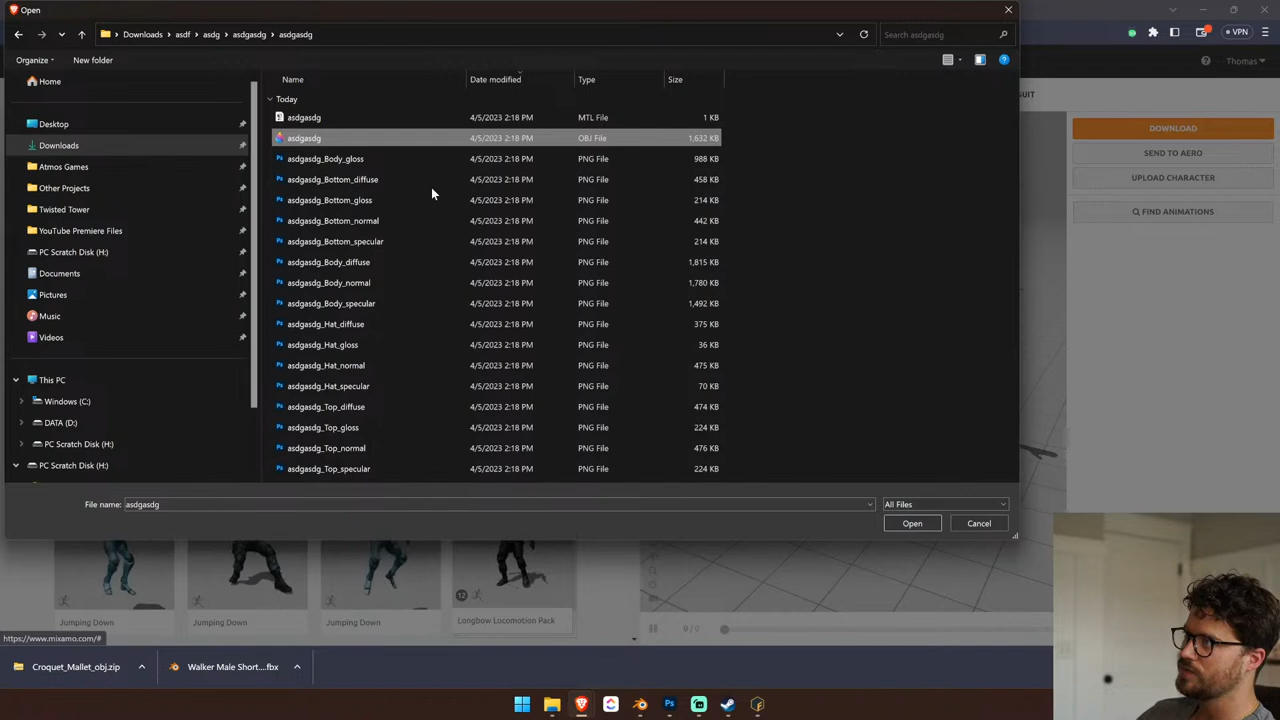 Open
Downloads asdf asdg asdgasdg asdgasdg
Search asdgasdg
VPN
Organize
New folder
Thomas
Home
Name Date modified Type Size
Today
UIT
Desktop
Downloads
Atmos Games
Other Projects
Twisted Tower
YouTube Premiere Files
PC Scratch Disk (H:)
Documents
Pictures
Music
Videos
This PC
Windows (C:)
DATA (D:)
PC Scratch Disk (H:)
PC Scratch Disk (H:)
asdgasdg 4/5/2023 2:18 PM MTL File 1 KB
asdgasdg 4/5/2023 2:18 PM OBJ File 1,632 KB
asdgasdg_Body_gloss 4/5/2023 2:18 PM PNG File 988 KB
asdgasdg_Bottom_diffuse 4/5/2023 2:18 PM PNG File 458 KB
asdgasdg_Bottom_gloss 4/5/2023 2:18 PM PNG File 214 KB
asdgasdg_Bottom_normal 4/5/2023 2:18 PM PNG File 442 KB
asdgasdg_Bottom_specular 4/5/2023 2:18 PM PNG File 214 KB
asdgasdg_Body_diffuse 4/5/2023 2:18 PM PNG File 1,815 KB
asdgasdg_Body_normal 4/5/2023 2:18 PM PNG File 1,780 KB
asdgasdg_Body_specular 4/5/2023 2:18 PM PNG File 1,492 KB
asdgasdg_Hat_diffuse 4/5/2023 2:18 PM PNG File 375 KB
asdgasdg_Hat_gloss 4/5/2023 2:18 PM PNG File 36 KB
asdgasdg_Hat_normal 4/5/2023 2:18 PM PNG File 475 KB
asdgasdg_Hat_specular 4/5/2023 2:18 PM PNG File 70 KB
asdgasdg_Top_diffuse 4/5/2023 2:18 PM PNG File 474 KB
asdgasdg_Top_gloss 4/5/2023 2:18 PM PNG File 224 KB
asdgasdg_Top_normal 4/5/2023 2:18 PM PNG File 476 KB
asdgasdg_Top_specular 4/5/2023 2:18 PM PNG File 224 KB
DOWNLOAD
SEND TO AERO
UPLOAD CHARACTER
FIND ANIMATIONS
File name: asdgasdg
All Files
Open Cancel
12
Jumping Down
Jumping Down
Jumping Down
Longbow Locomotion Pack
0 / 0
https://www.mixamo.com/#
Croquet_Mallet_obj.zip
Walker Male Short....fbx